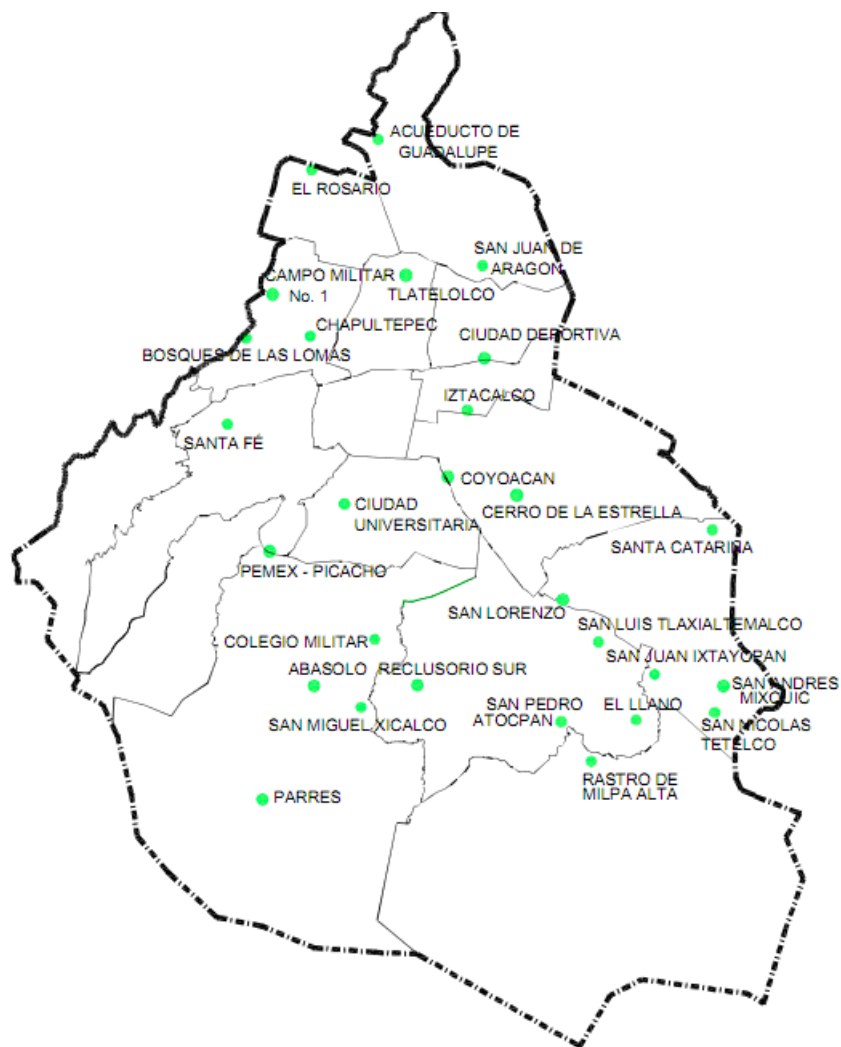 ACUEDUCTO DE
GUADALUPE
EL ROSARIO
SAN JUAN DE
ARAGON
CAMPO MILITAR
No. 1
TLATELOLCO
CHAPULTEPEC
CIUDAD DEPORTIVA
BOSQUES DE LAS LOMAS
IZTACALCO
SANTA FÉ
COYOACAN
CIUDAD
UNIVERSITARIA
CERRO DE LA ESTRELLA
SANTA CATARINA
PEMEX - PICACHO
SAN LORENZO
SAN LUIS TLAXIALTEMALCO
COLEGIO MILITAR
SAN JUAN IXTAYOPAN
ABASOLO
RECLUSORIO SUR
SAN ANDRES
MIXQUIC
SAN MIGUEL XICALCO
SAN PEDRO
ATOCPAN
EL LLANO
SAN NICOLAS
TETELCO
RASTRO DE
MILPA ALTA
PARRES